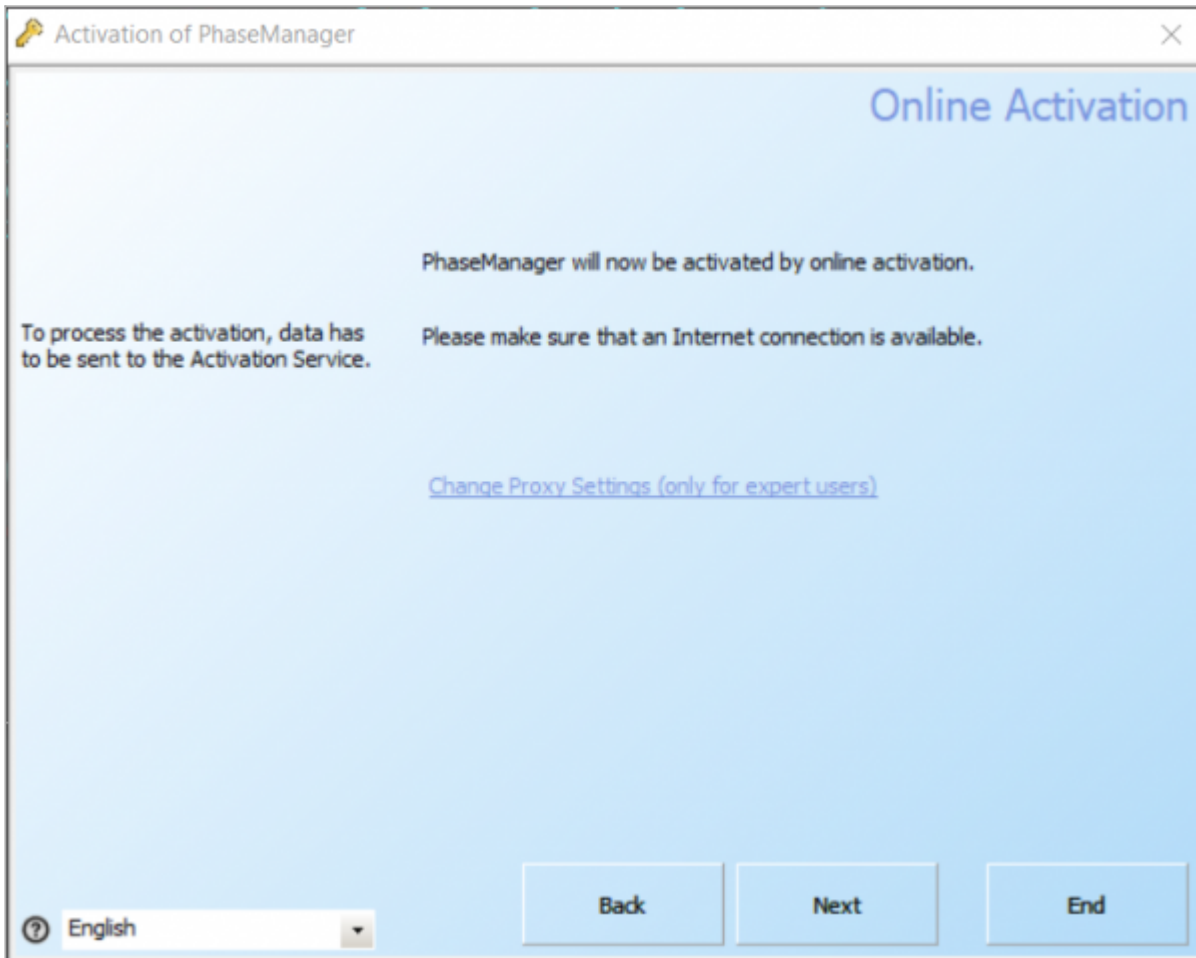 Activation of PhaseManager
Online Activation
PhaseManager will now be activated by online activation.
To process the activation, data has
to be sent to the Activation Service.
Please make sure that an Internet connection is available.
Change Proxy Settings (only for expert users)
Back
Next
End
? English